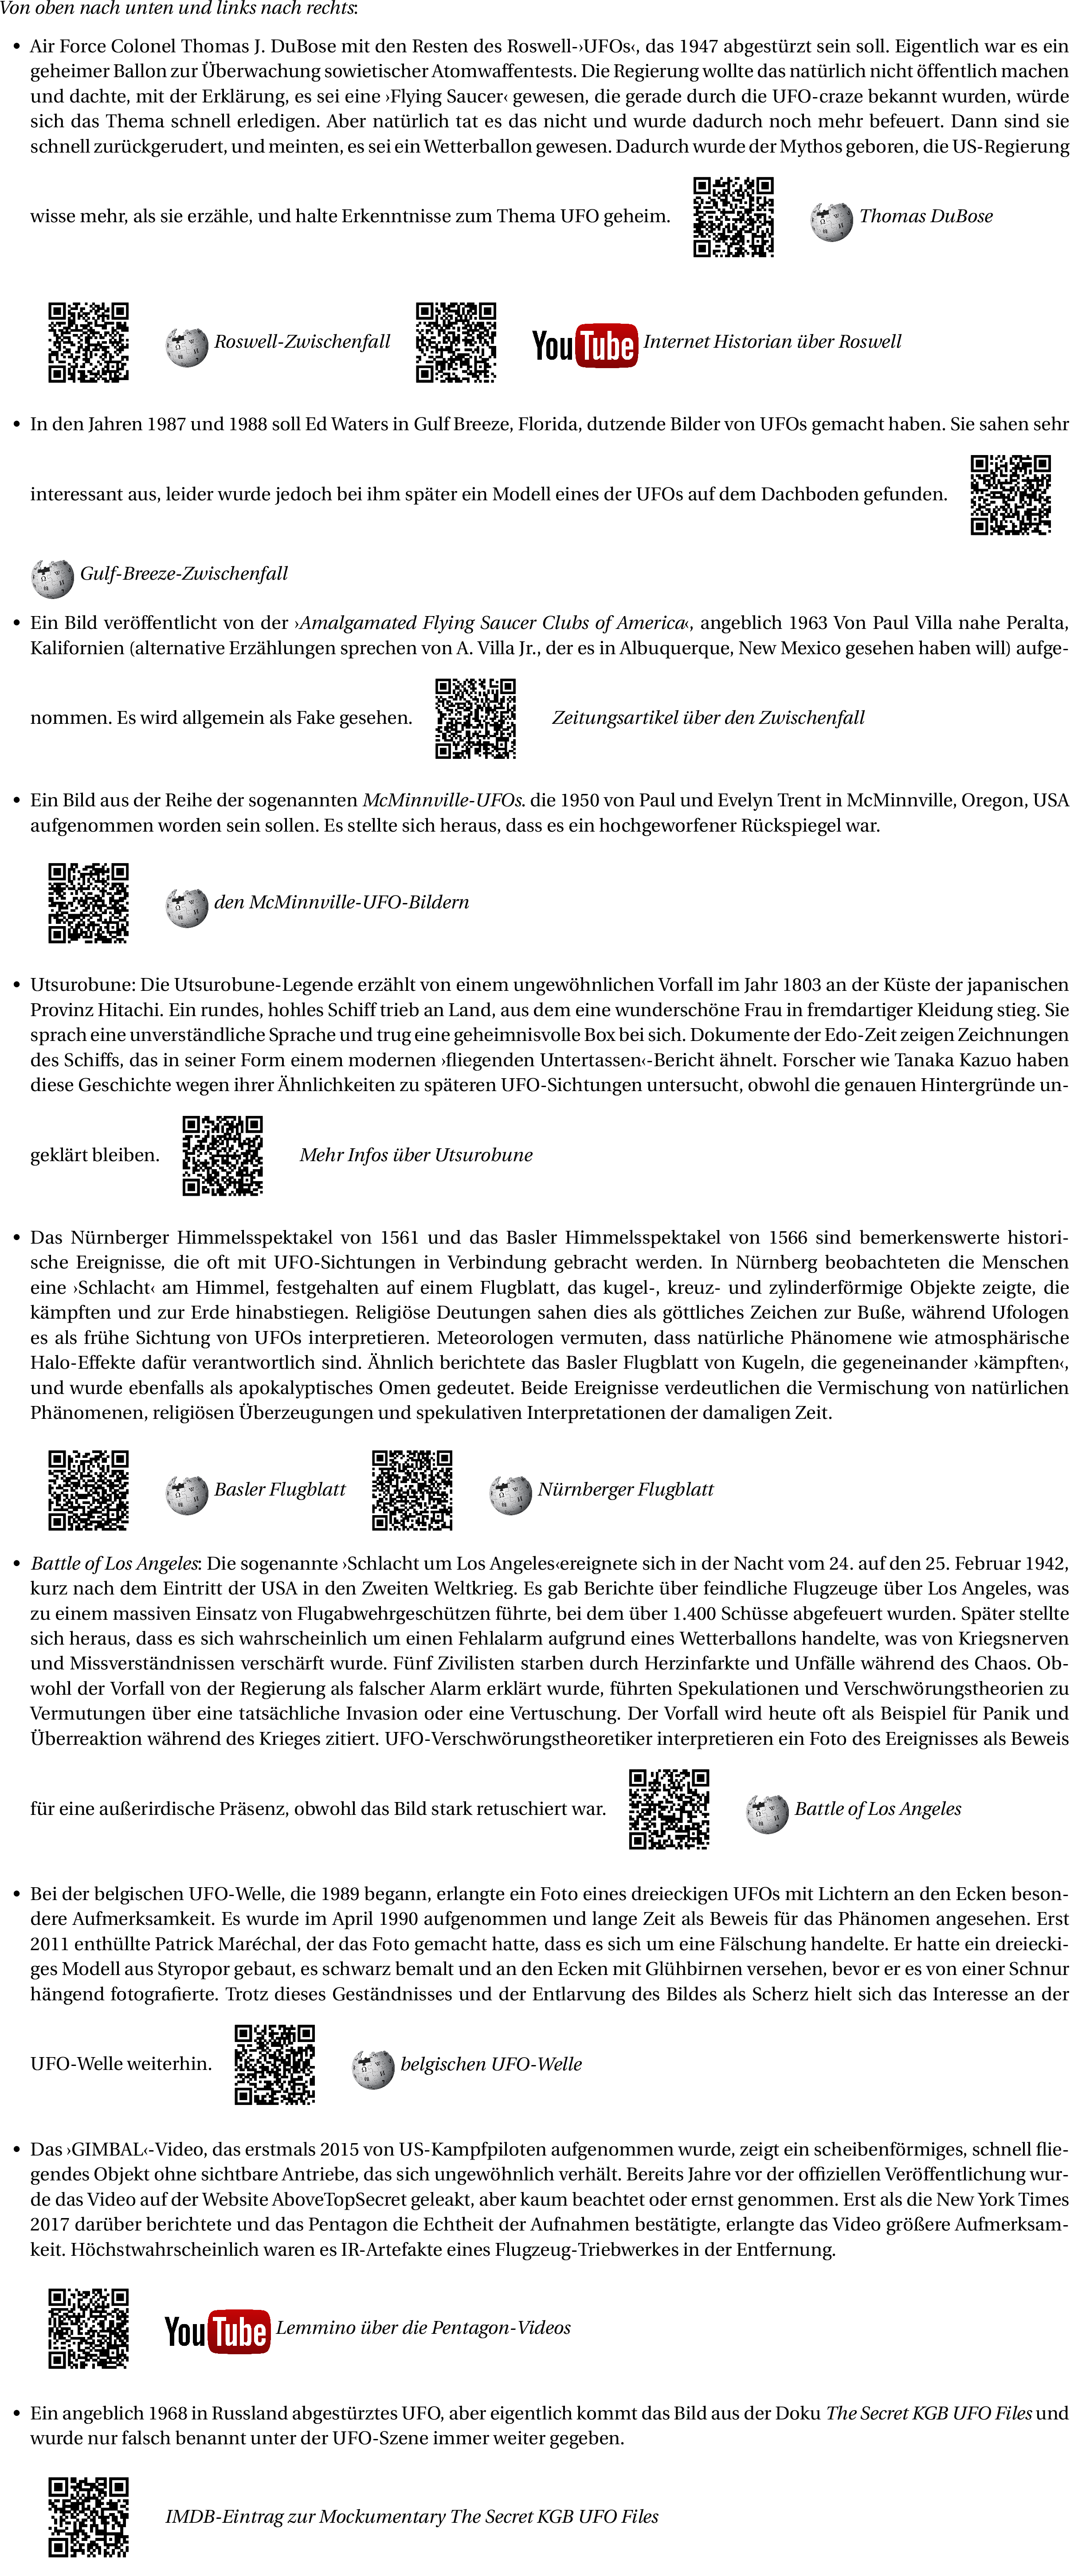 Von oben nach unten und links nach rechts:
• Air Force Colonel Thomas J. DuBose mit den Resten des Roswell-›UFOs‹, das 1947 abgestürzt sein soll. Eigentlich war es ein
geheimer Ballon zur Überwachung sowietischer Atomwaffentests. Die Regierung wollte das natürlich nicht öffentlich machen
und dachte, mit der Erklärung, es sei eine ›Flying Saucer‹ gewesen, die gerade durch die UFO-craze bekannt wurden, würde
sich das Thema schnell erledigen. Aber natürlich tat es das nicht und wurde dadurch noch mehr befeuert. Dann sind sie
schnell zurückgerudert, und meinten, es sei ein Wetterballon gewesen. Dadurch wurde der Mythos geboren, die US-Regierung
wisse mehr, als sie erzähle, und halte Erkenntnisse zum Thema UFO geheim. Thomas DuBose
Roswell-Zwischenfall YouTube Internet Historian über Roswell
• In den Jahren 1987 und 1988 soll Ed Waters in Gulf Breeze, Florida, dutzende Bilder von UFOs gemacht haben. Sie sahen sehr
interessant aus, leider wurde jedoch bei ihm später ein Modell eines der UFOs auf dem Dachboden gefunden.
Gulf-Breeze-Zwischenfall
• Ein Bild veröffentlicht von der ›Amalgamated Flying Saucer Clubs of America‹, angeblich 1963 Von Paul Villa nahe Peralta,
Kalifornien (alternative Erzählungen sprechen von A. Villa Jr., der es in Albuquerque, New Mexico gesehen haben will) aufge-
nommen. Es wird allgemein als Fake gesehen. Zeitungsartikel über den Zwischenfall
• Ein Bild aus der Reihe der sogenannten McMinnville-UFOs. die 1950 von Paul und Evelyn Trent in McMinnville, Oregon, USA
aufgenommen worden sein sollen. Es stellte sich heraus, dass es ein hochgeworfener Rückspiegel war.
den McMinnville-UFO-Bildern
• Utsurobune: Die Utsurobune-Legende erzählt von einem ungewöhnlichen Vorfall im Jahr 1803 an der Küste der japanischen
Provinz Hitachi. Ein rundes, hohles Schiff trieb an Land, aus dem eine wunderschöne Frau in fremdartiger Kleidung stieg. Sie
sprach eine unverständliche Sprache und trug eine geheimnisvolle Box bei sich. Dokumente der Edo-Zeit zeigen Zeichnungen
des Schiffs, das in seiner Form einem modernen ›fliegenden Untertassen‹-Bericht ähnelt. Forscher wie Tanaka Kazuo haben
diese Geschichte wegen ihrer Ähnlichkeiten zu späteren UFO-Sichtungen untersucht, obwohl die genauen Hintergründe un-
geklärt bleiben. Mehr Infos über Utsurobune
• Das Nürnberger Himmelsspektakel von 1561 und das Basler Himmelsspektakel von 1566 sind bemerkenswerte histori-
sche Ereignisse, die oft mit UFO-Sichtungen in Verbindung gebracht werden. In Nürnberg beobachteten die Menschen
eine ›Schlacht‹ am Himmel, festgehalten auf einem Flugblatt, das kugel-, kreuz- und zylinderförmige Objekte zeigte, die
kämpften und zur Erde hinabstiegen. Religiöse Deutungen sahen dies als göttliches Zeichen zur Buße, während Ufologen
es als frühe Sichtung von UFOs interpretieren. Meteorologen vermuten, dass natürliche Phänomene wie atmosphärische
Halo-Effekte dafür verantwortlich sind. Ähnlich berichtete das Basler Flugblatt von Kugeln, die gegeneinander ›kämpften‹,
und wurde ebenfalls als apokalyptisches Omen gedeutet. Beide Ereignisse verdeutlichen die Vermischung von natürlichen
Phänomenen, religiösen Überzeugungen und spekulativen Interpretationen der damaligen Zeit.
Basler Flugblatt Nürnberger Flugblatt
• Battle of Los Angeles: Die sogenannte ›Schlacht um Los Angeles‹ereignete sich in der Nacht vom 24. auf den 25. Februar 1942,
kurz nach dem Eintritt der USA in den Zweiten Weltkrieg. Es gab Berichte über feindliche Flugzeuge über Los Angeles, was
zu einem massiven Einsatz von Flugabwehrgeschützen führte, bei dem über 1.400 Schüsse abgefeuert wurden. Später stellte
sich heraus, dass es sich wahrscheinlich um einen Fehlalarm aufgrund eines Wetterballons handelte, was von Kriegsnerven
und Missverständnissen verschärft wurde. Fünf Zivilisten starben durch Herzinfarkte und Unfälle während des Chaos. Ob-
wohl der Vorfall von der Regierung als falscher Alarm erklärt wurde, führten Spekulationen und Verschwörungstheorien zu
Vermutungen über eine tatsächliche Invasion oder eine Vertuschung. Der Vorfall wird heute oft als Beispiel für Panik und
Überreaktion während des Krieges zitiert. UFO-Verschwörungstheoretiker interpretieren ein Foto des Ereignisses als Beweis
für eine außerirdische Präsenz, obwohl das Bild stark retuschiert war. Battle of Los Angeles
• Bei der belgischen UFO-Welle, die 1989 begann, erlangte ein Foto eines dreieckigen UFOs mit Lichtern an den Ecken beson-
dere Aufmerksamkeit. Es wurde im April 1990 aufgenommen und lange Zeit als Beweis für das Phänomen angesehen. Erst
2011 enthüllte Patrick Maréchal, der das Foto gemacht hatte, dass es sich um eine Fälschung handelte. Er hatte ein dreiecki-
ges Modell aus Styropor gebaut, es schwarz bemalt und an den Ecken mit Glühbirnen versehen, bevor er es von einer Schnur
hängend fotografierte. Trotz dieses Geständnisses und der Entlarvung des Bildes als Scherz hielt sich das Interesse an der
UFO-Welle weiterhin. belgischen UFO-Welle
• Das ›GIMBAL‹-Video, das erstmals 2015 von US-Kampfpiloten aufgenommen wurde, zeigt ein scheibenförmiges, schnell flie-
gendes Objekt ohne sichtbare Antriebe, das sich ungewöhnlich verhält. Bereits Jahre vor der offiziellen Veröffentlichung wur-
de das Video auf der Website AboveTopSecret geleakt, aber kaum beachtet oder ernst genommen. Erst als die New York Times
2017 darüber berichtete und das Pentagon die Echtheit der Aufnahmen bestätigte, erlangte das Video größere Aufmerksam-
keit. Höchstwahrscheinlich waren es IR-Artefakte eines Flugzeug-Triebwerkes in der Entfernung.
YouTube Lemmino über die Pentagon-Videos
• Ein angeblich 1968 in Russland abgestürztes UFO, aber eigentlich kommt das Bild aus der Doku The Secret KGB UFO Files und
wurde nur falsch benannt unter der UFO-Szene immer weiter gegeben.
IMDB-Eintrag zur Mockumentary The Secret KGB UFO Files